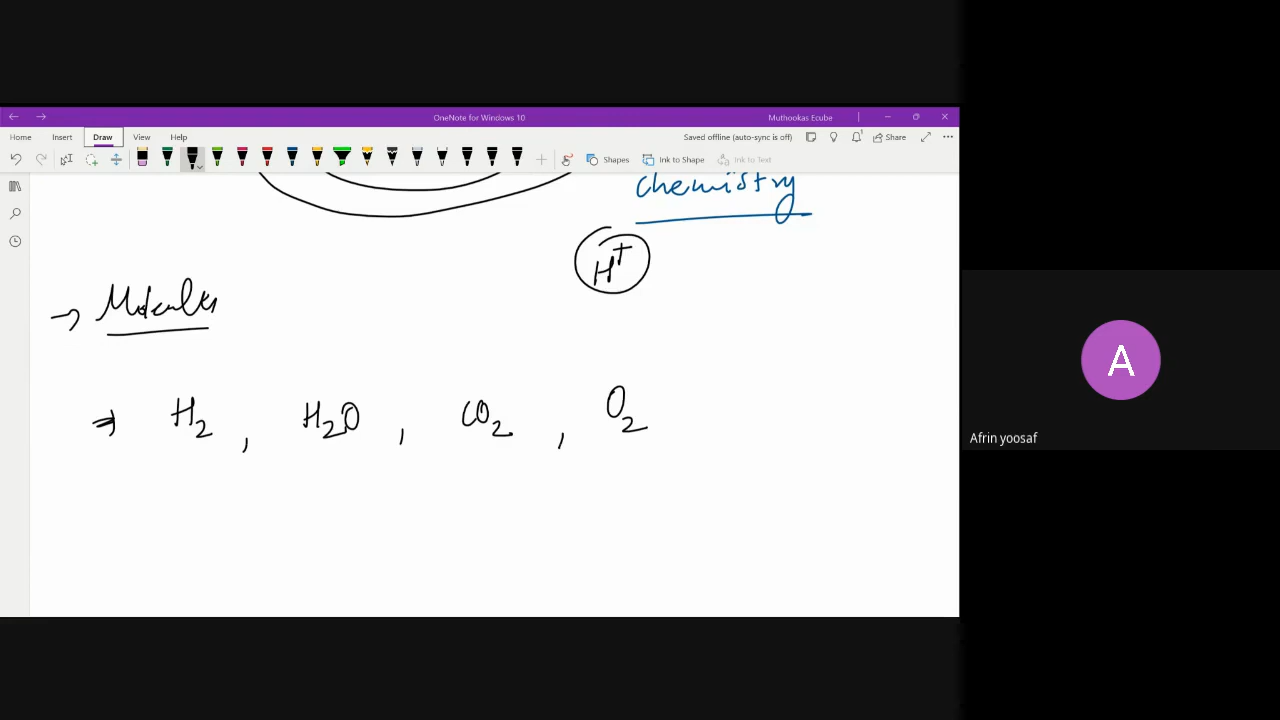 OneNote for Windows 10
Muthookas Ecube
Home Insert Draw View Help
Saved offline (auto-sync is off)
1
Share
Shapes
Ink to Shape
Ink to Text
chemistry
H⁺
→ Molecules
⇒ H₂ , H₂O , CO₂ , O₂
A
Afrin yoosaf